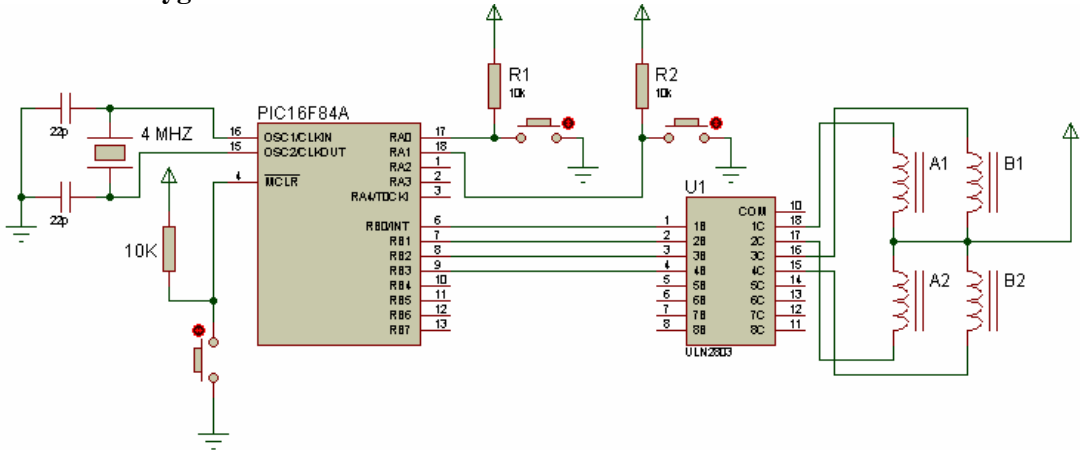 yg
PIC16F84A
22p
4 MHZ
22p
10K
16 OSC1/CLKIN
15 OSC2/CLKOUT
4 MCLR
RA0 17
RA1 18
RA2 1
RA3 2
RA4/T0CKI 3
RB0/INT 6
RB1 7
RB2 8
RB3 9
RB4 10
RB5 11
RB6 12
RB7 13
R1
10k
R2
10k
U1
1 1B
2 2B
3 3B
4 4B
5 5B
6 6B
7 7B
8 8B
COM 10
1C 18
2C 17
3C 16
4C 15
5C 14
6C 13
7C 12
8C 11
ULN2803
A1
B1
A2
B2